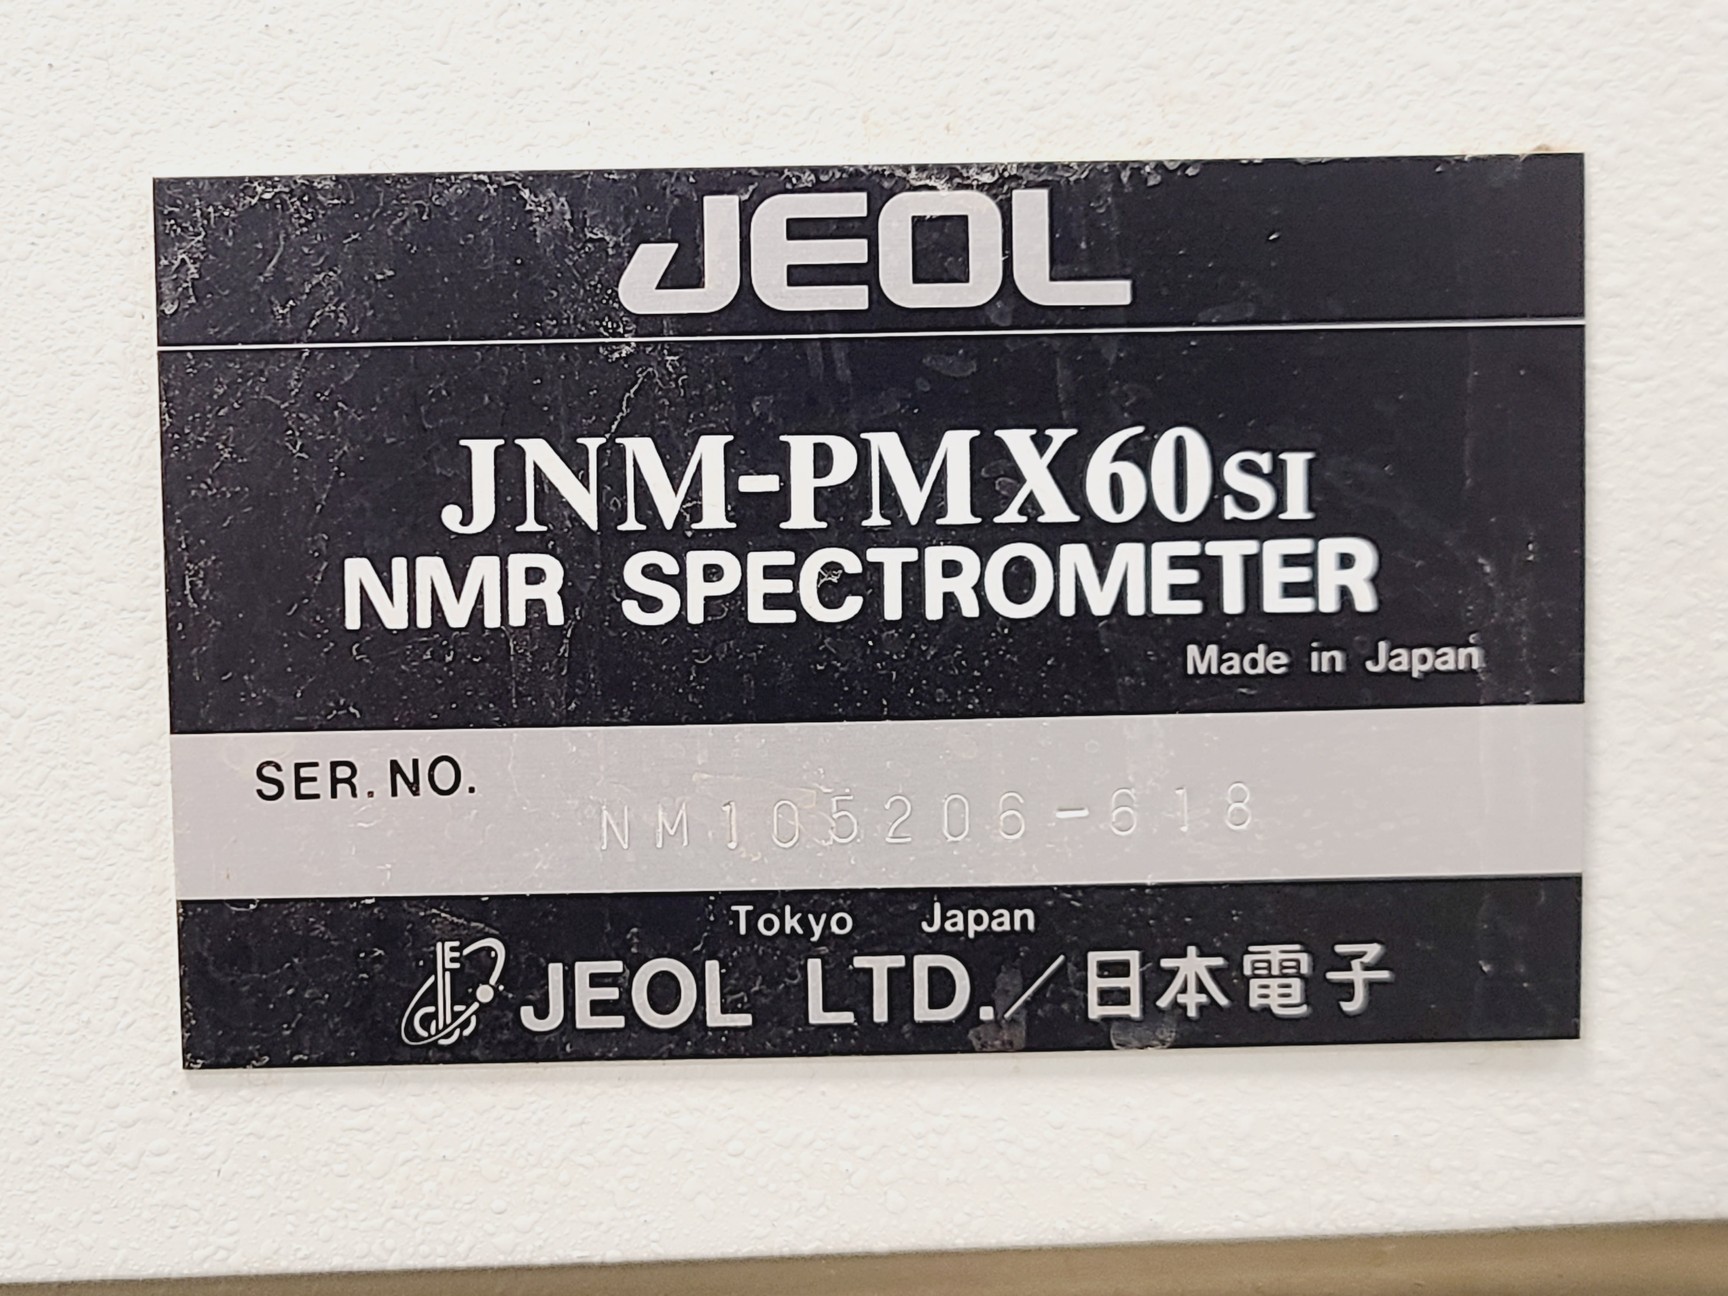 JEOL
JNM-PMX60SI
NMR SPECTROMETER
Made in Japan
SER.NO.
NM105206-618
Tokyo Japan
JEOL LTD./日本電子